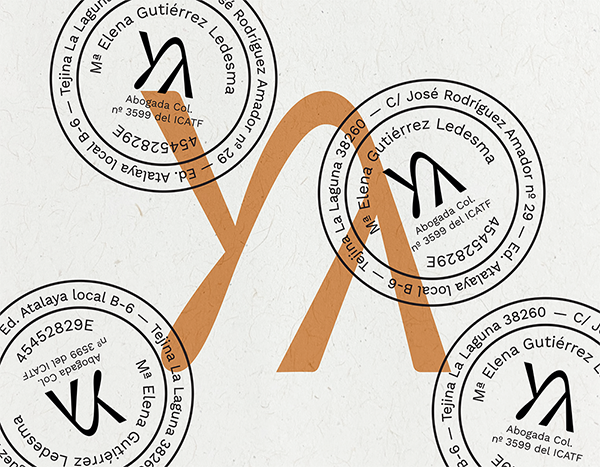 Tejina La Laguna
C/ José Rodríguez Amador nº 29 — Ed. Atalaya local B-6 —
Mª Elena Gutiérrez Ledesma
Abogada Col.
nº 3599 del ICATF
45452829E
Tejina La Laguna 38260 — C/ José Rodríguez Amador nº 29 — Ed. Atalaya local B-6 —
Mª Elena Gutiérrez Ledesma
Abogada Col.
nº 3599 del ICATF
45452829E
Ed. Atalaya local B-6 — Tejina La Laguna 38260
Mª Elena Gutiérrez Ledesma
Abogada Col.
nº 3599 del ICATF
45452829E
B-6 — Tejina La Laguna 38260 — C/ Jo
Mª Elena Gutiérrez L
Abogada Col.
nº 3599 del ICATF